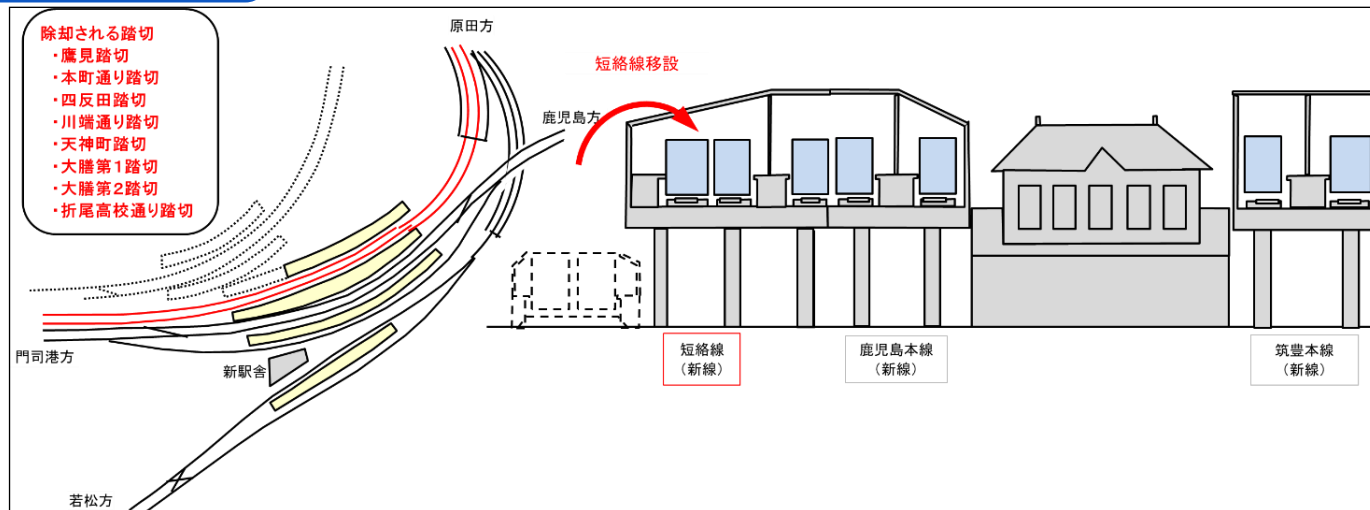 除却される踏切
・鷹見踏切
・本町通り踏切
・四反田踏切
・川端通り踏切
・天神町踏切
・大膳第1踏切
・大膳第2踏切
・折尾高校通り踏切
原田方
短絡線移設
鹿児島方
門司港方
新駅舎
若松方
短絡線
（新線）
鹿児島本線
（新線）
筑豊本線
（新線）